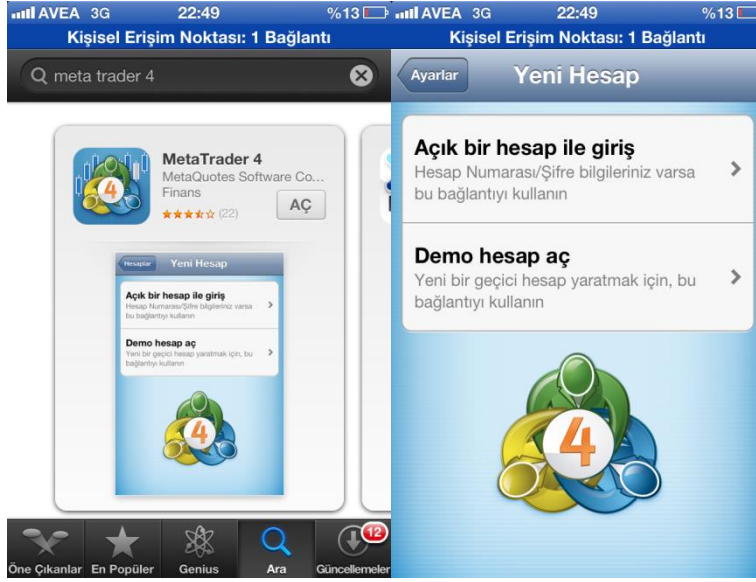 AVEA 3G 22:49 %13
Kişisel Erişim Noktası: 1 Bağlantı
meta trader 4
MetaTrader 4
MetaQuotes Software Co...
Finans
(22)
AÇ
Hesaplar Yeni Hesap
Açık bir hesap ile giriş
Hesap Numarası/Şifre bilgileriniz varsa
bu bağlantıyı kullanın
Demo hesap aç
Yeni bir geçici hesap yaratmak için, bu
bağlantıyı kullanın
4
Öne Çıkanlar En Popüler Genius Ara Güncellemeler
12
AVEA 3G 22:49 %13
Kişisel Erişim Noktası: 1 Bağlantı
Ayarlar Yeni Hesap
Açık bir hesap ile giriş
Hesap Numarası/Şifre bilgileriniz varsa
bu bağlantıyı kullanın
Demo hesap aç
Yeni bir geçici hesap yaratmak için, bu
bağlantıyı kullanın
4